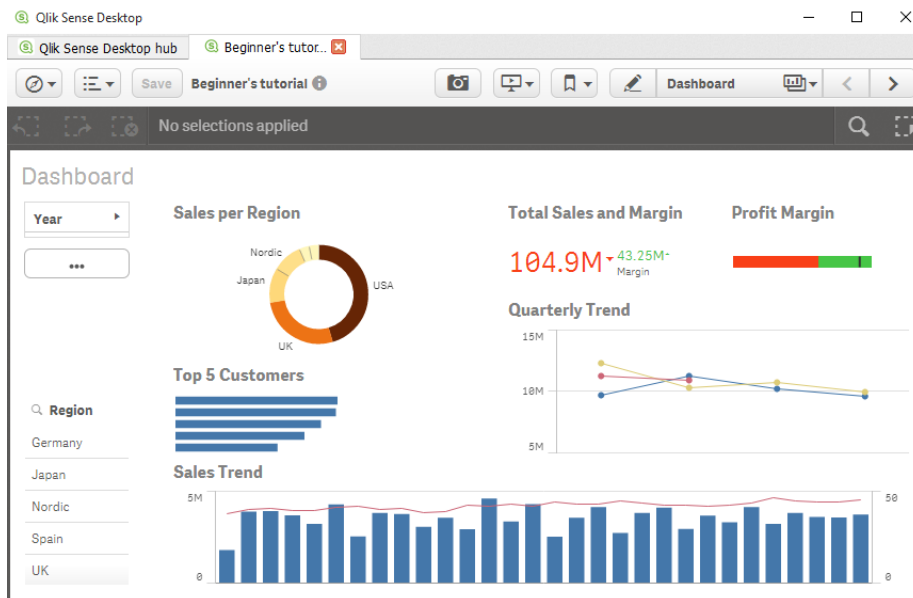 Qlik Sense Desktop
Qlik Sense Desktop hub
Beginner's tutor...
Save
Beginner's tutorial
Dashboard
No selections applied
Dashboard
Year
Sales per Region
Nordic
Japan
USA
UK
Total Sales and Margin
104.9M
43.25M
Margin
Profit Margin
Quarterly Trend
15M
10M
5M
Top 5 Customers
Region
Germany
Japan
Nordic
Spain
UK
Sales Trend
5M
0
50
0